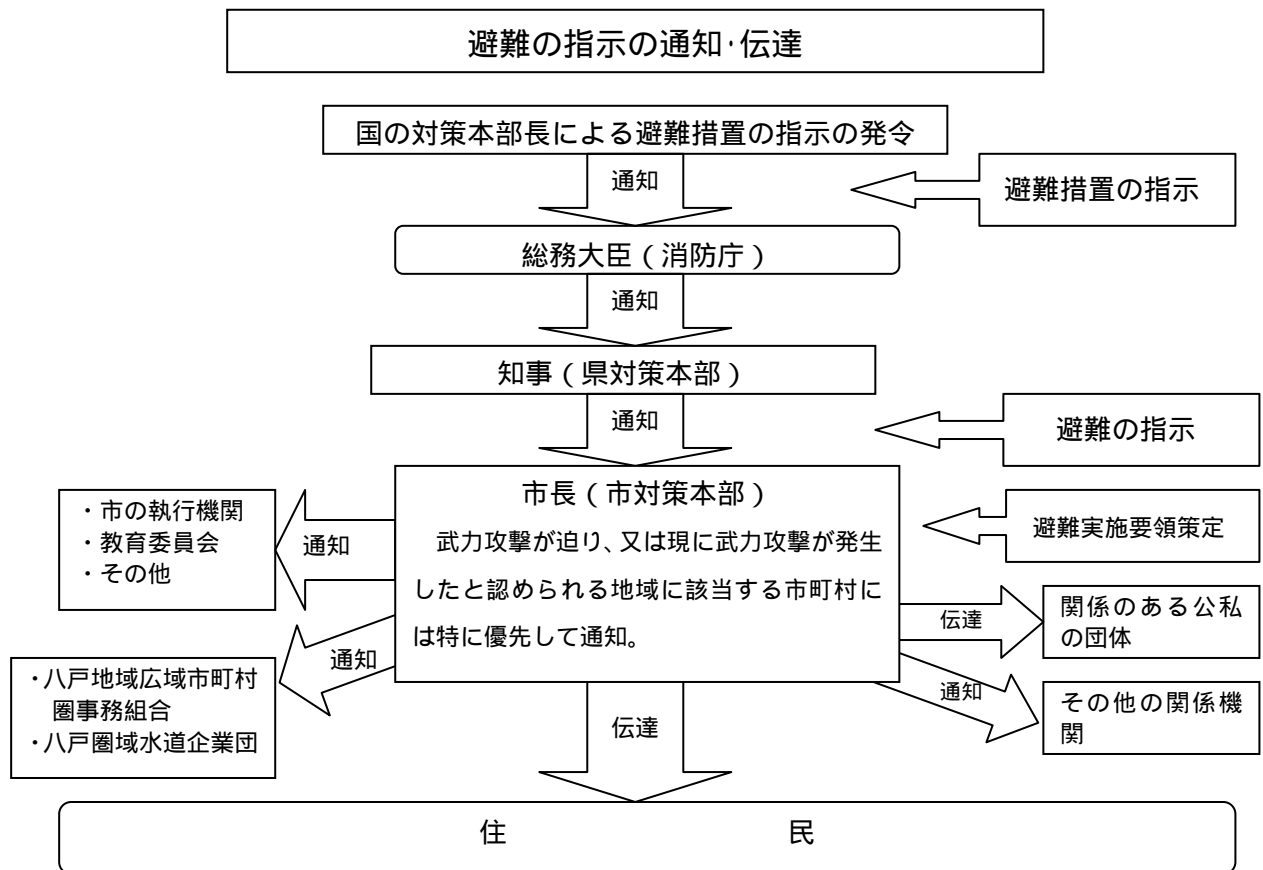 避難の指示の通知･伝達
国の対策本部長による避難措置の指示の発令
通知
避難措置の指示
総務大臣（消防庁）
通知
知事（県対策本部）
通知
避難の指示
市長（市対策本部）
武力攻撃が迫り、又は現に武力攻撃が発生
したと認められる地域に該当する市町村に
は特に優先して通知。
避難実施要領策定
・市の執行機関
・教育委員会
・その他
通知
伝達
関係のある公私
の団体
通知
・八戸地域広域市町村
圏事務組合
・八戸圏域水道企業団
通知
その他の関係機
関
伝達
住　民